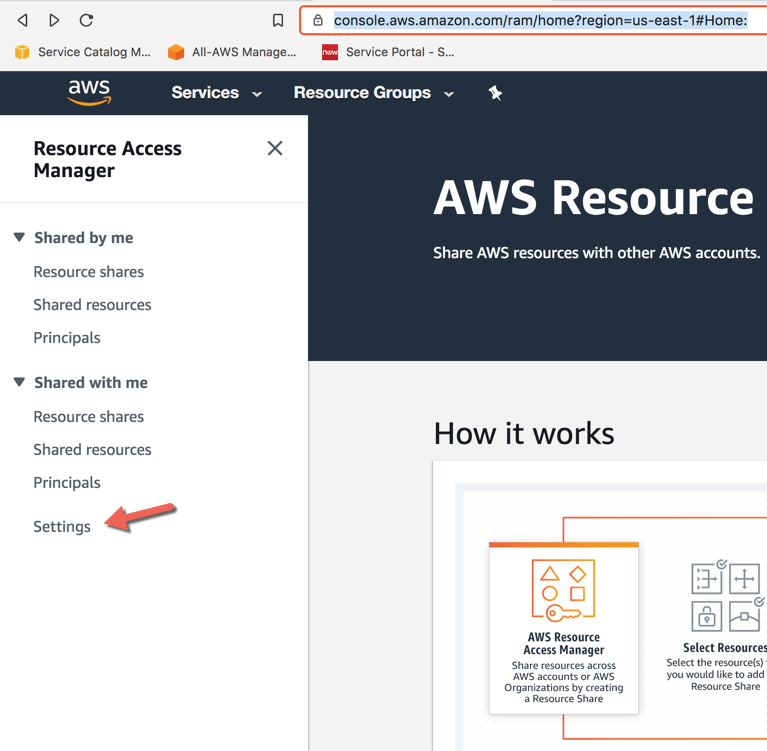 console.aws.amazon.com/ram/home?region=us-east-1#Home:
Service Catalog M...
All-AWS Manage...
now
Service Portal - S...
aws
Services
Resource Groups
Resource Access
Manager
Shared by me
Resource shares
Shared resources
Principals
Shared with me
Resource shares
Shared resources
Principals
Settings
AWS Resource
Share AWS resources with other AWS accounts.
How it works
AWS Resource
Access Manager
Share resources across
AWS accounts or AWS
Organizations by creating
a Resource Share
Select Resources
Select the resource(s)
you would like to add
Resource Share